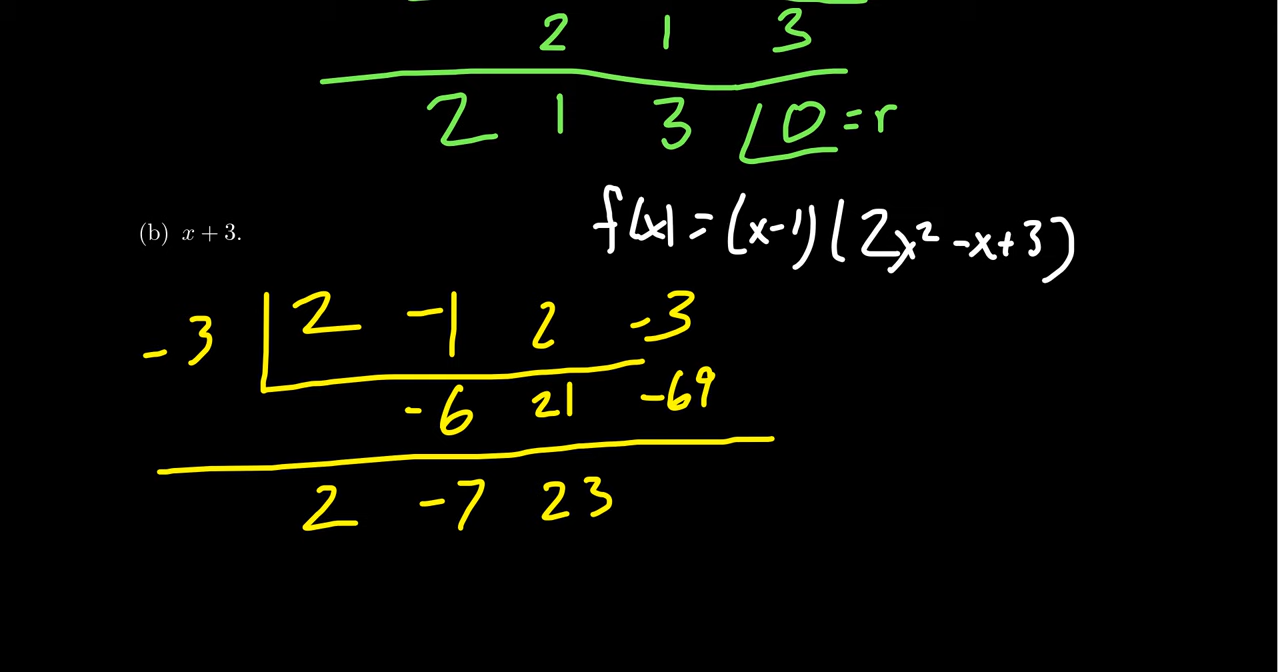 2 1 3
2 1 3 0 = r
(b) x + 3.
f(x) = (x-1)(2x² -x+3)
-3 2 -1 2 -3
-6 21 -69
2 -7 23